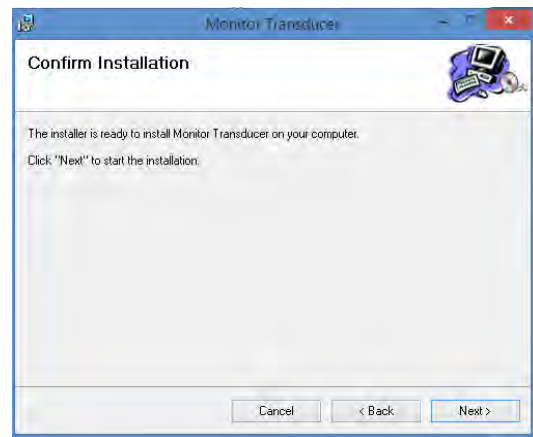 Monitor Transducer
Confirm Installation
The installer is ready to install Monitor Transducer on your computer.
Click "Next" to start the installation.
Cancel
< Back
Next >